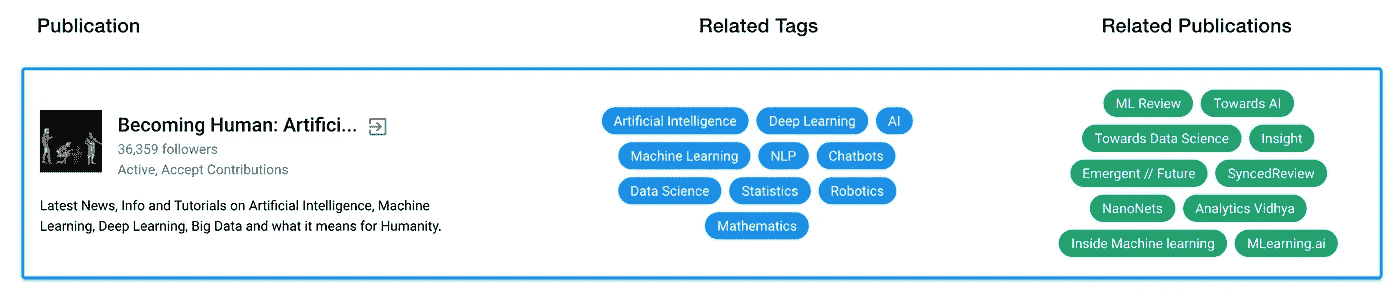 Publication
Related Tags
Related Publications
Becoming Human: Artifici...
36,359 followers
Active, Accept Contributions
Latest News, Info and Tutorials on Artificial Intelligence, Machine
Learning, Deep Learning, Big Data and what it means for Humanity.
Artificial Intelligence Deep Learning AI
Machine Learning NLP Chatbots
Data Science Statistics Robotics
Mathematics
ML Review Towards AI
Towards Data Science Insight
Emergent // Future SyncedReview
NanoNets Analytics Vidhya
Inside Machine learning MLearning.ai